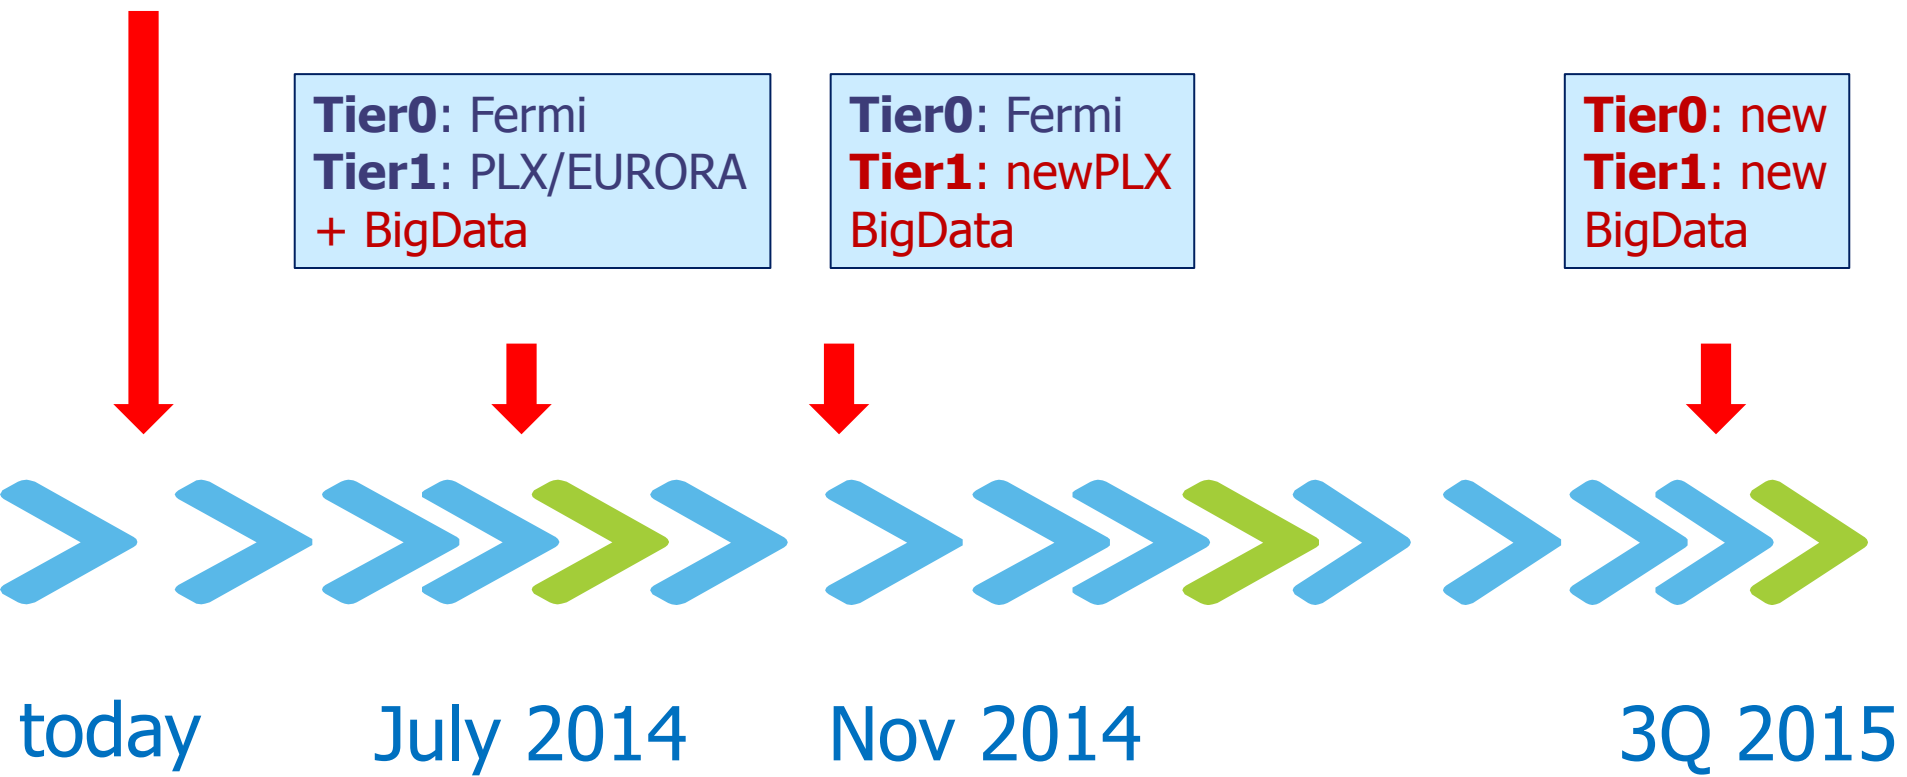 Tier0: Fermi
Tier1: PLX/EURORA
+ BigData
Tier0: Fermi
Tier1: newPLX
BigData
Tier0: new
Tier1: new
BigData
today
July 2014
Nov 2014
3Q 2015